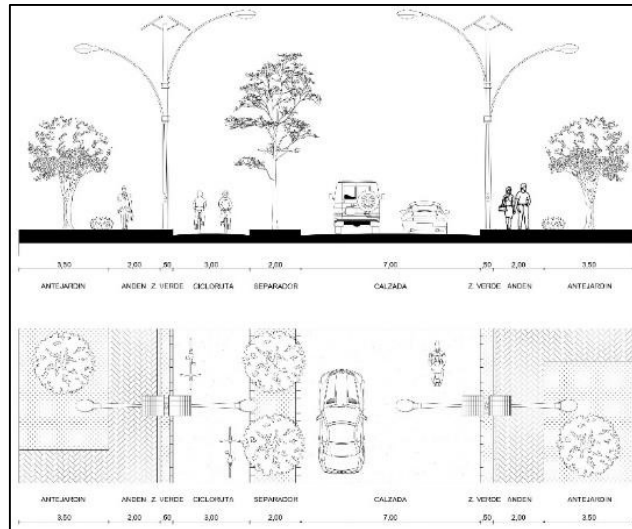 3,50 2,00 ,50 3,00 2,00 7,00 ,50 2,00 3,50
ANTEJARDIN ANDEN Z. VERDE CICLORUTA SEPARADOR CALZADA Z. VERDE ANDEN ANTEJARDIN
ANTEJARDIN ANDEN Z. VERDE CICLORUTA SEPARADOR CALZADA Z. VERDE ANDEN ANTEJARDIN
3,50 2,00 ,50 3,00 2,00 7,00 ,50 2,00 3,50